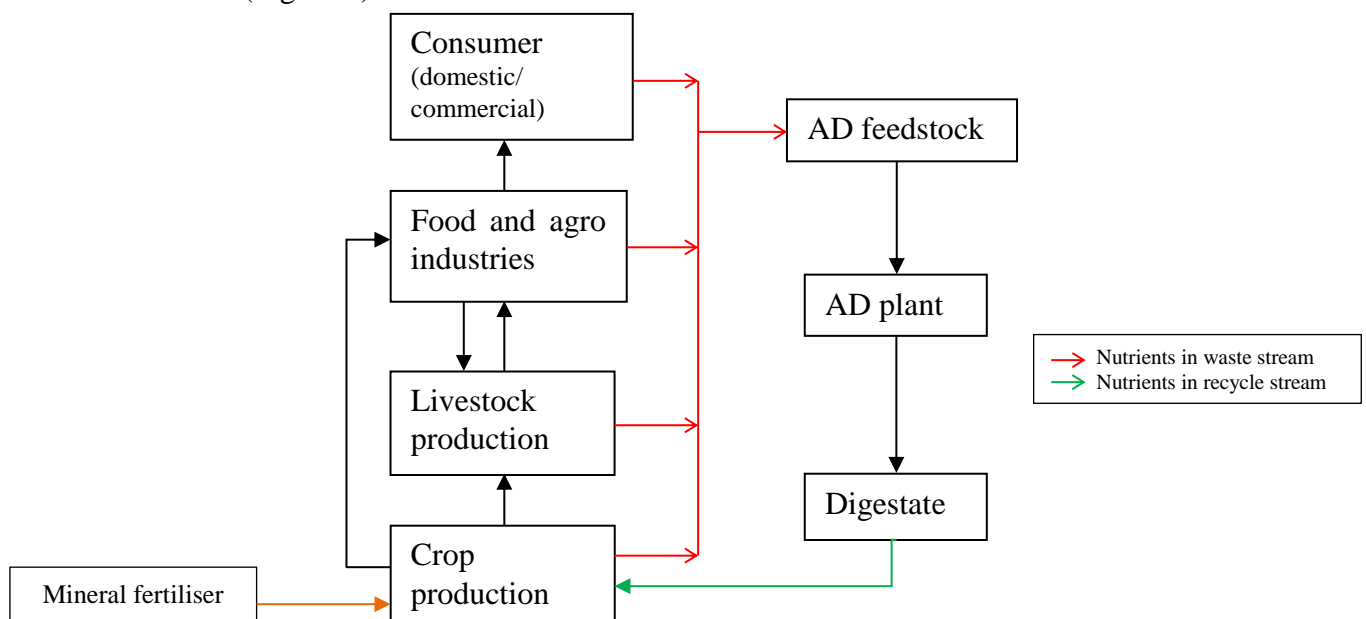 Consumer
(domestic/
commercial)
AD feedstock
Food and agro
industries
AD plant
Nutrients in waste stream
Nutrients in recycle stream
Livestock
production
Digestate
Crop
production
Mineral fertiliser